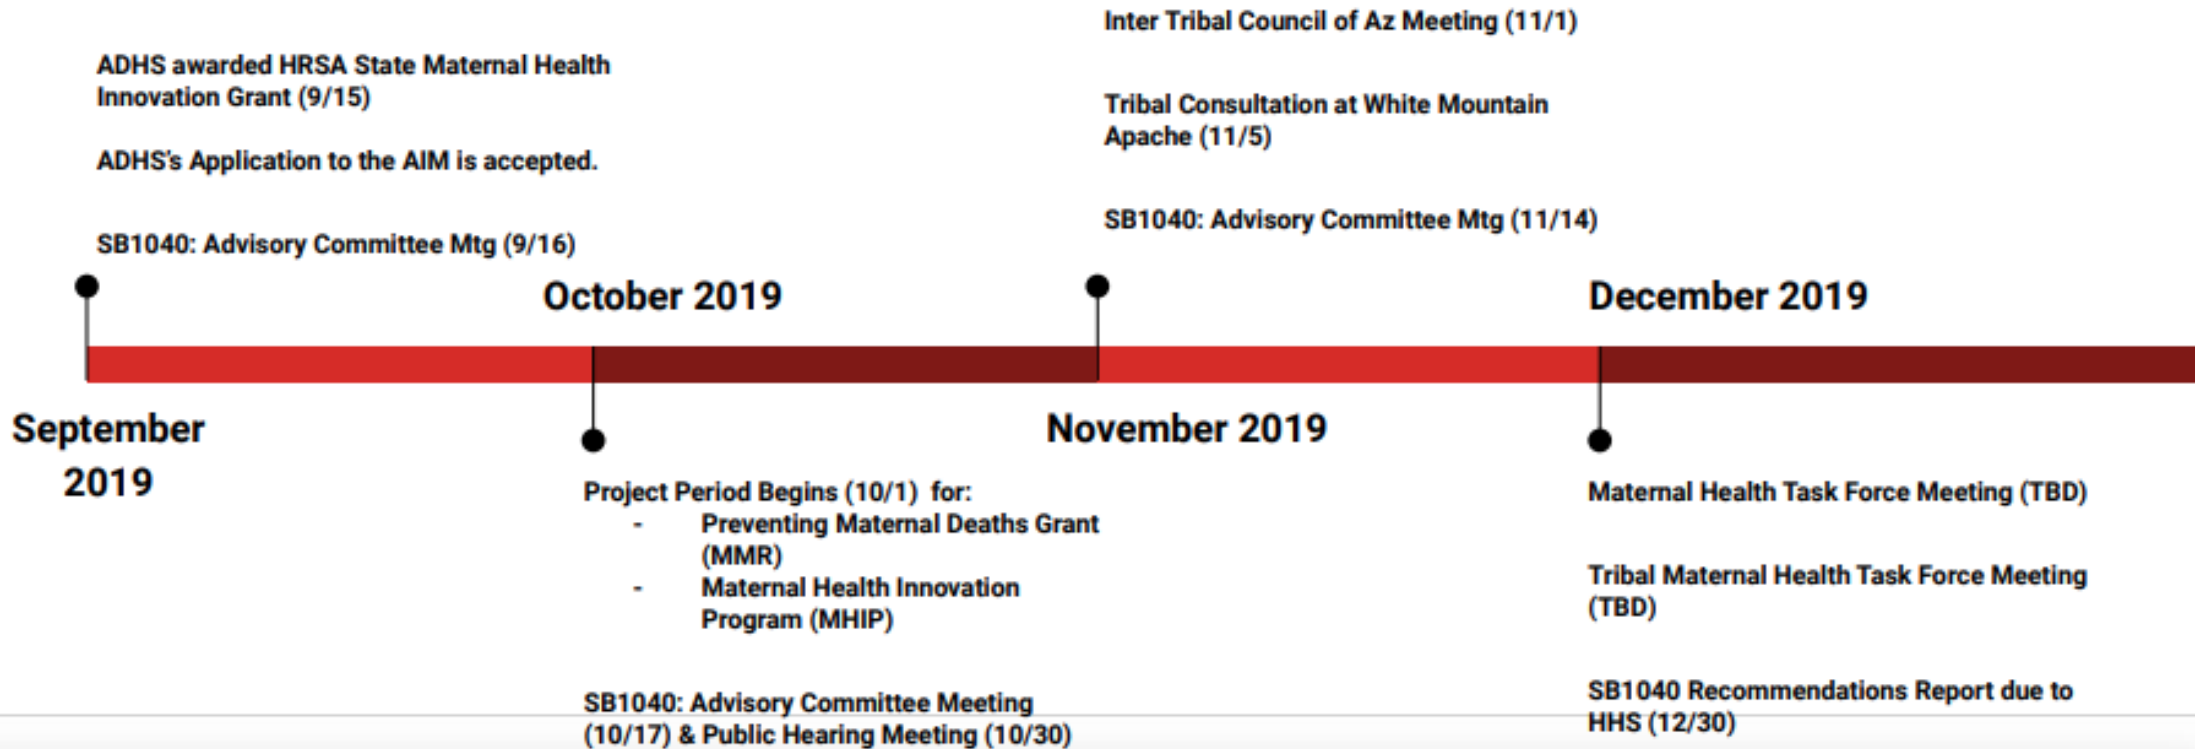 ADHS awarded HRSA State Maternal Health
Innovation Grant (9/15)
ADHS's Application to the AIM is accepted.
SB1040: Advisory Committee Mtg (9/16)
September
2019
October 2019
Project Period Begins (10/1) for:
- Preventing Maternal Deaths Grant
(MMR)
- Maternal Health Innovation
Program (MHIP)
SB1040: Advisory Committee Meeting
(10/17) & Public Hearing Meeting (10/30)
Inter Tribal Council of Az Meeting (11/1)
Tribal Consultation at White Mountain
Apache (11/5)
SB1040: Advisory Committee Mtg (11/14)
November 2019
December 2019
Maternal Health Task Force Meeting (TBD)
Tribal Maternal Health Task Force Meeting
(TBD)
SB1040 Recommendations Report due to
HHS (12/30)